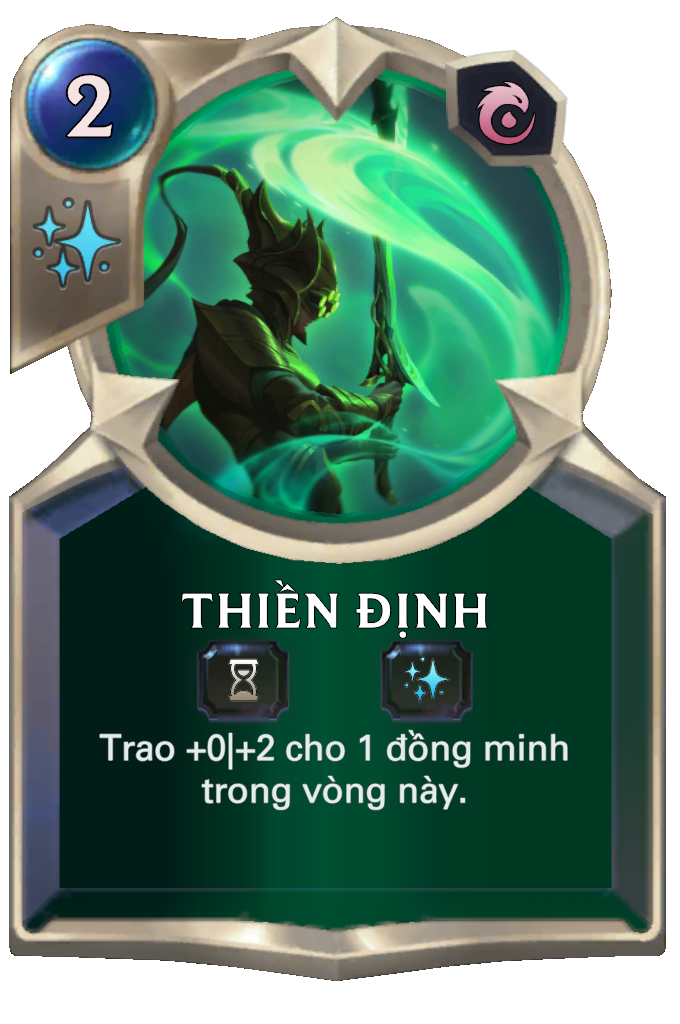 2
THIỀN ĐỊNH
Trao +0|+2 cho 1 đồng minh
trong vòng này.